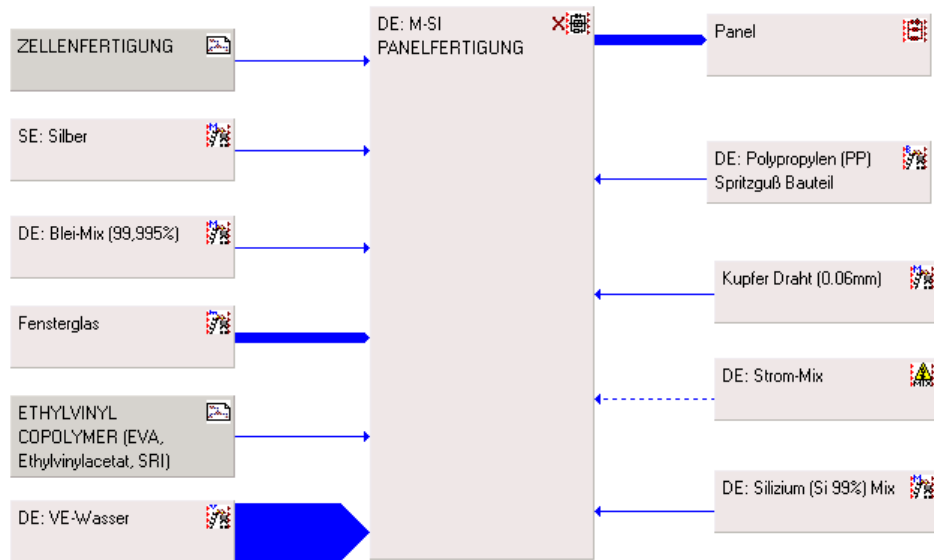 ZELLENFERTIGUNG
SE: Silber
DE: Blei-Mix (99,995%)
Fensterglas
ETHYLVINYL
COPOLYMER (EVA,
Ethylvinylacetat, SRI)
DE: VE-Wasser
DE: M-SI
PANELFERTIGUNG
Panel
DE: Polypropylen (PP)
Spritzguß Bauteil
Kupfer Draht (0.06mm)
DE: Strom-Mix
MIX
DE: Silizium (Si 99%) Mix